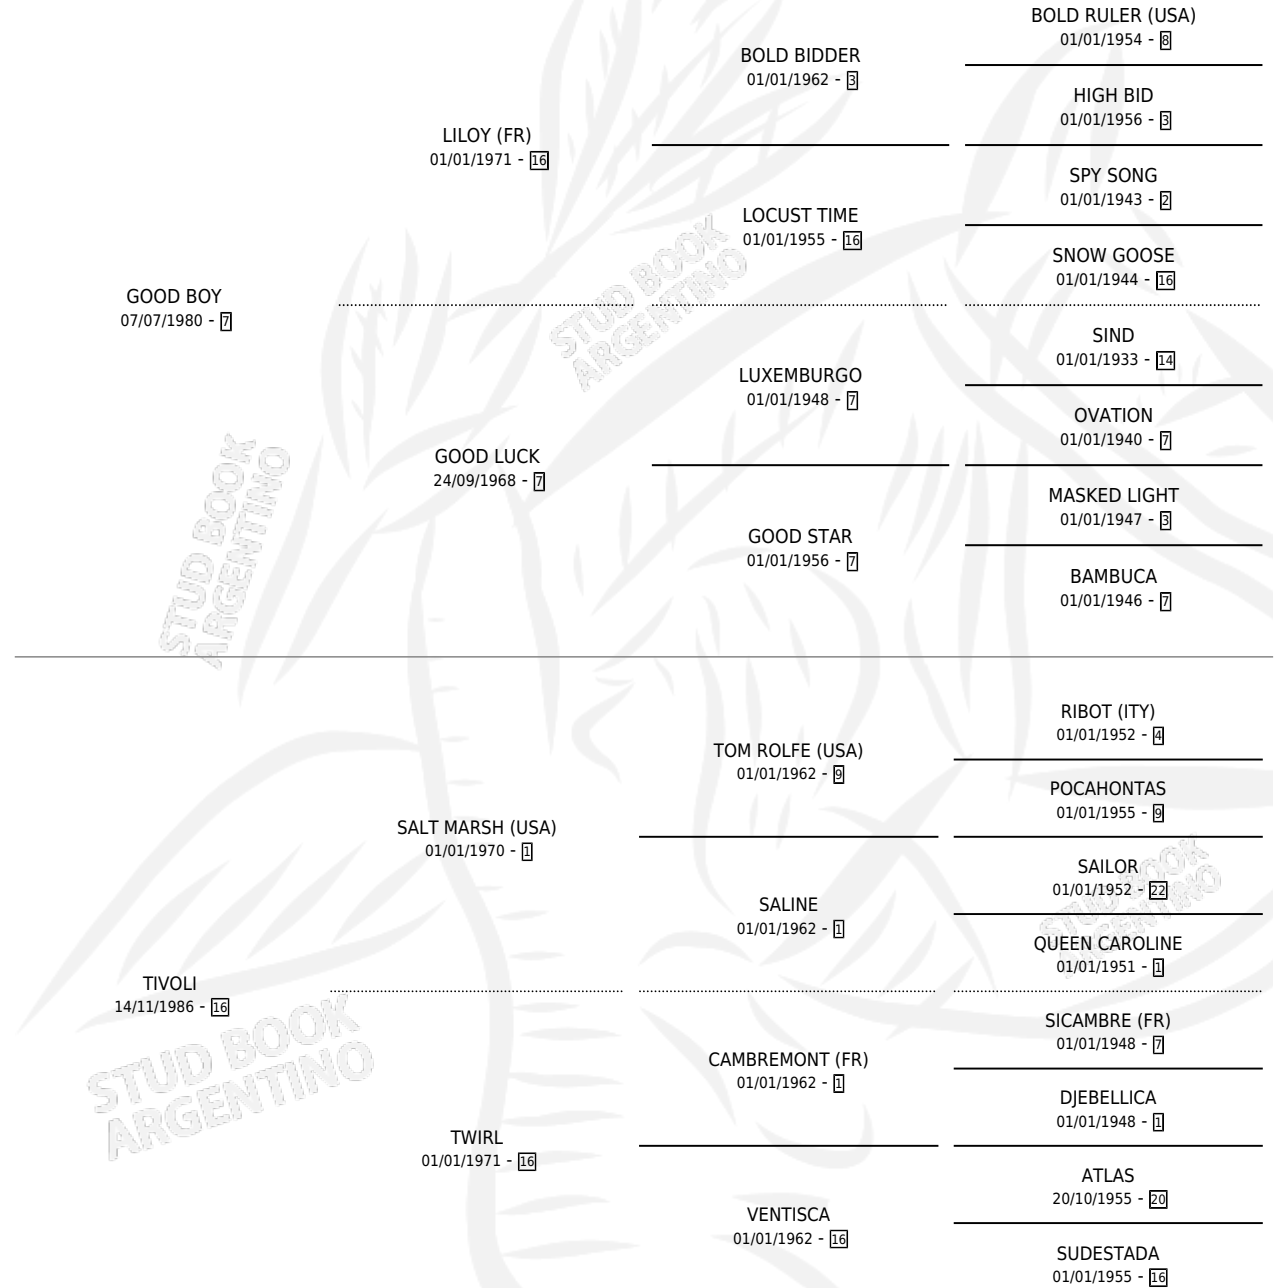 BOLD RULER (USA)
01/01/1954 - 8
BOLD BIDDER
01/01/1962 - 3
HIGH BID
01/01/1956 - 3
LILOY (FR)
01/01/1971 - 16
SPY SONG
01/01/1943 - 2
LOCUST TIME
01/01/1955 - 16
SNOW GOOSE
01/01/1944 - 16
GOOD BOY
07/07/1980 - 7
SIND
01/01/1933 - 14
LUXEMBURGO
01/01/1948 - 7
OVATION
01/01/1940 - 7
GOOD LUCK
24/09/1968 - 7
MASKED LIGHT
01/01/1947 - 3
GOOD STAR
01/01/1956 - 7
BAMBUCA
01/01/1946 - 7
RIBOT (ITY)
01/01/1952 - 4
TOM ROLFE (USA)
01/01/1962 - 9
POCAHONTAS
01/01/1955 - 9
SALT MARSH (USA)
01/01/1970 - 1
SAILOR
01/01/1952 - 22
SALINE
01/01/1962 - 1
QUEEN CAROLINE
01/01/1951 - 1
TIVOLI
14/11/1986 - 16
SICAMBRE (FR)
01/01/1948 - 7
CAMBREMONT (FR)
01/01/1962 - 1
DJEBELLICA
01/01/1948 - 1
TWIRL
01/01/1971 - 16
ATLAS
20/10/1955 - 20
VENTISCA
01/01/1962 - 16
SUDESTADA
01/01/1955 - 16
STUD BOOK
ARGENTINO
STUD BOOK
ARGENTINO
STUD BOOK
ARGENTINO
STUD BOOK
ARGENTINO